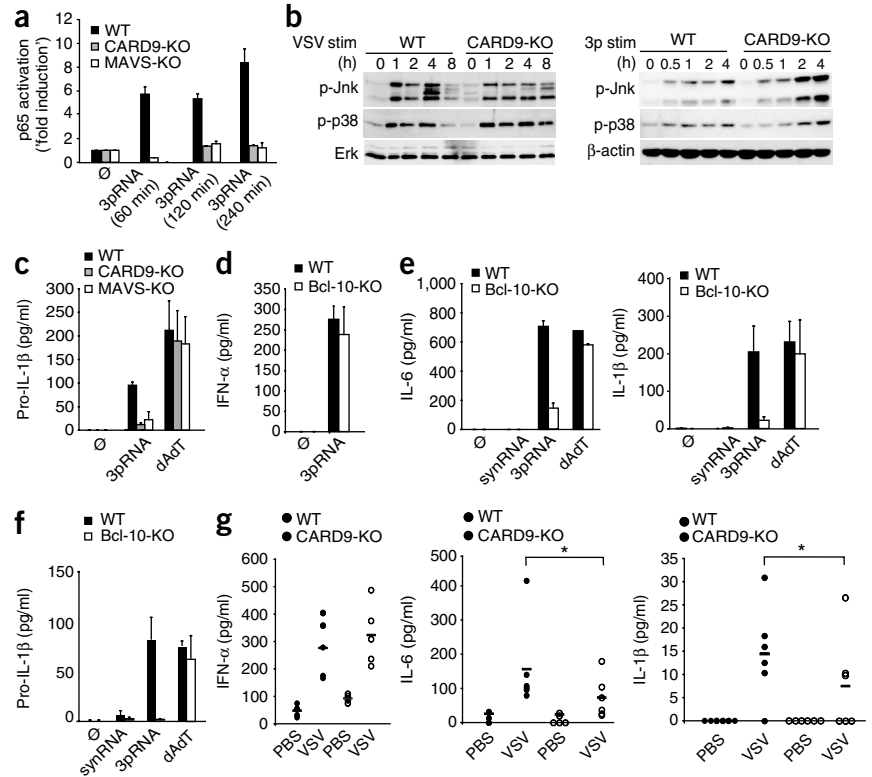 a
WT
CARD9-KO
MAVS-KO
p65 activation
('fold induction')
12
10
8
6
4
2
0
Ø
3pRNA
(60 min)
3pRNA
(120 min)
3pRNA
(240 min)
b
VSV stim
WT
CARD9-KO
(h)
0 1 2 4 8 0 1 2 4 8
p-Jnk
p-p38
Erk
3p stim
WT
CARD9-KO
h
0 0.5 1 2 4 0 0.5 1 2 4
p-Jnk
p-p38
β-actin
c
WT
CARD9-KO
MAVS-KO
Pro-IL-1β (pg/ml)
300
250
200
150
100
50
0
Ø
3pRNA
dAdT
d
WT
Bcl-10-KO
IFN-α (pg/ml)
350
300
250
200
150
100
50
0
Ø
3pRNA
e
WT
Bcl-10-KO
IL-6 (pg/ml)
1,000
800
600
400
200
0
Ø
synRNA
3pRNA
dAdT
WT
Bcl-10-KO
IL-1β (pg/ml)
400
300
200
100
0
Ø
synRNA
3pRNA
dAdT
f
WT
Bcl-10-KO
Pro-IL-1β (pg/ml)
150
100
50
0
Ø
synRNA
3pRNA
dAdT
g
WT
CARD9-KO
IFN-α (pg/ml)
600
500
400
300
200
100
0
PBS
VSV
PBS
VSV
WT
CARD9-KO
*
IL-6 (pg/ml)
500
400
300
200
100
0
PBS
VSV
PBS
VSV
WT
CARD9-KO
*
IL-1β (pg/ml)
35
30
25
20
15
10
5
0
PBS
VSV
PBS
VSV